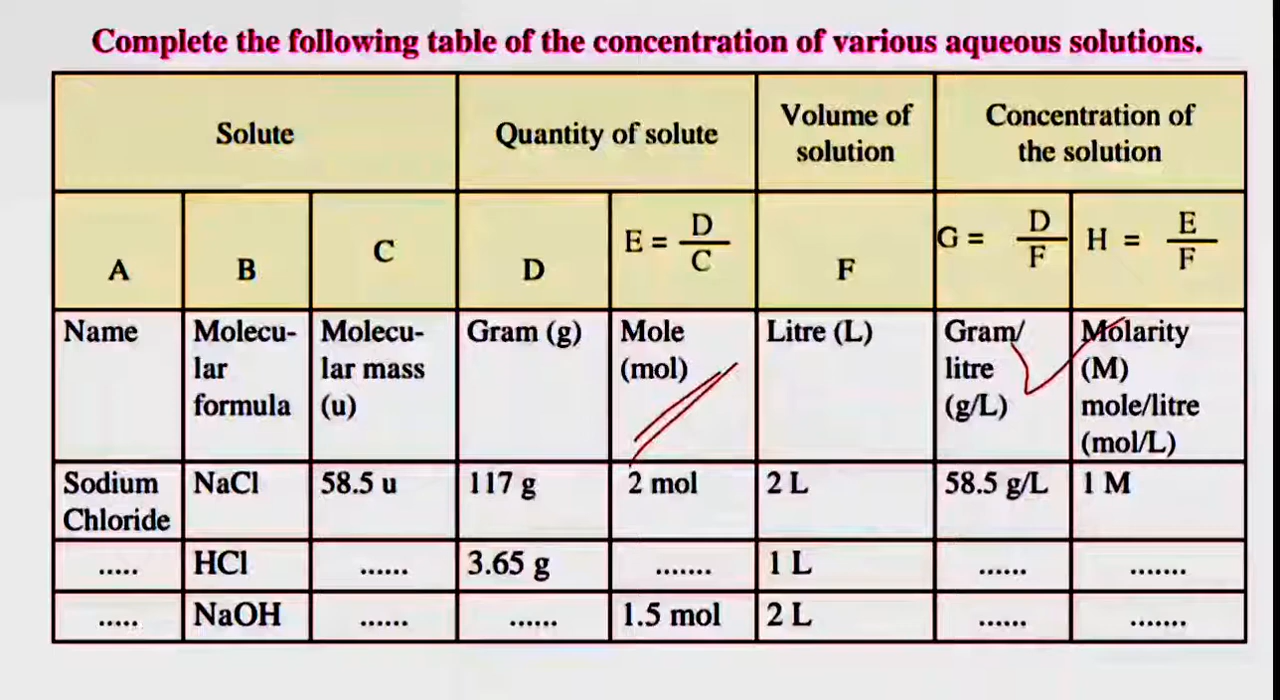 Complete the following table of the concentration of various aqueous solutions.
Solute
Quantity of solute
Volume of
solution
Concentration of
the solution
A
B
C
D
E = D/C
F
G = D/F
H = E/F
Name
Molecu-
lar
formula
Molecu-
lar mass
(u)
Gram (g)
Mole
(mol)
Litre (L)
Gram/
litre
(g/L)
Molarity
(M)
mole/litre
(mol/L)
Sodium
Chloride
NaCl
58.5 u
117 g
2 mol
2 L
58.5 g/L
1 M
.....
HCl
......
3.65 g
.......
1 L
......
.......
.....
NaOH
......
......
1.5 mol
2 L
......
.......